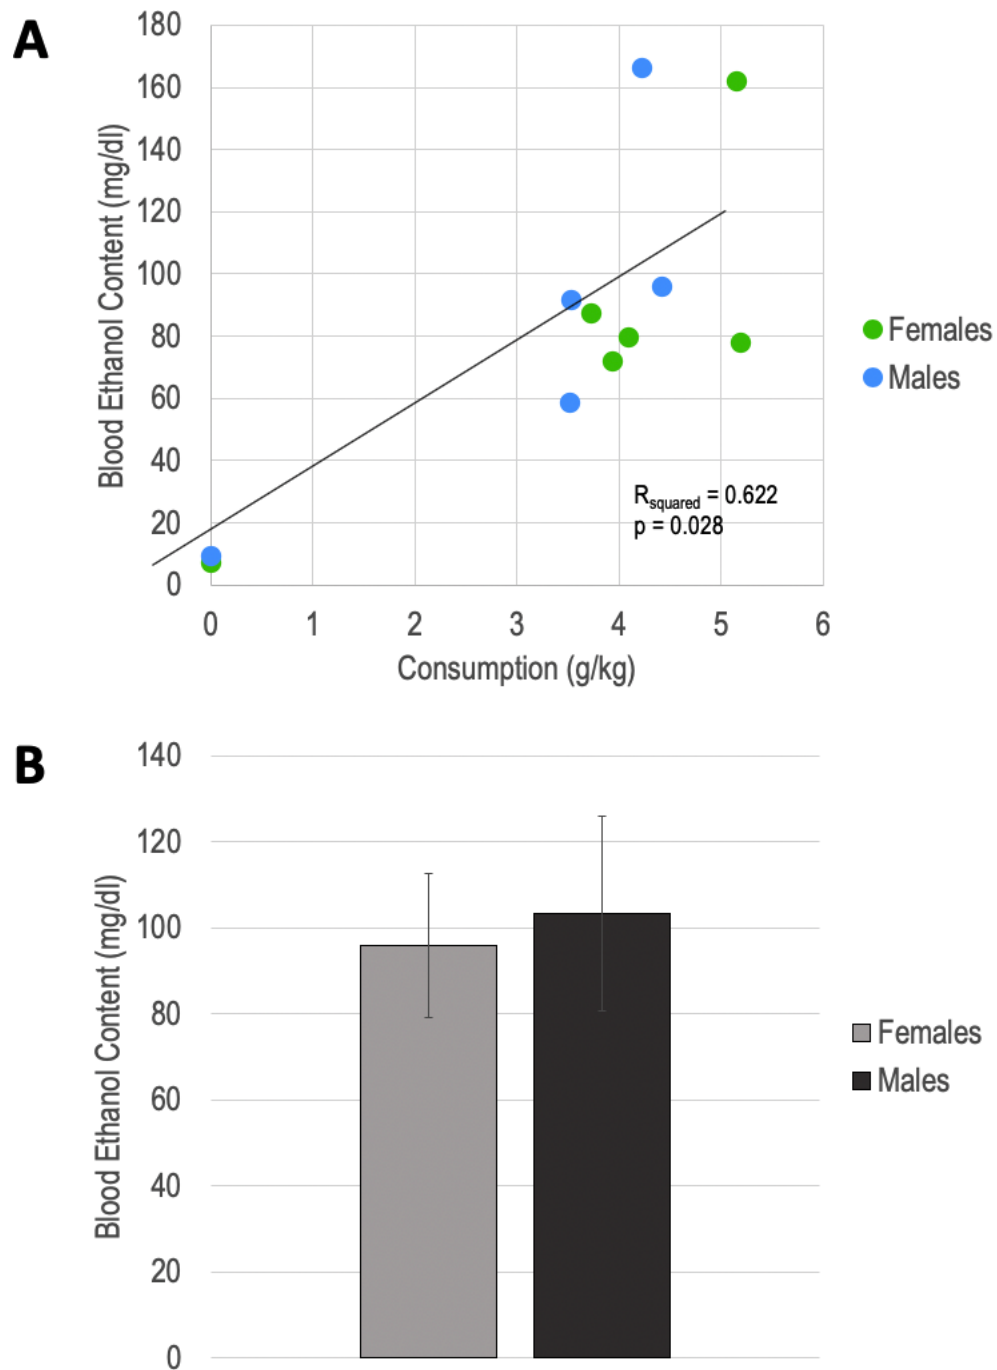 A
180
160
140
120
100
80
60
40
20
0
Blood Ethanol Content (mg/dl)
0 1 2 3 4 5 6
Consumption (g/kg)
Rsquared = 0.622
p = 0.028
Females
Males
B
140
120
100
80
60
40
20
0
Blood Ethanol Content (mg/dl)
Females
Males